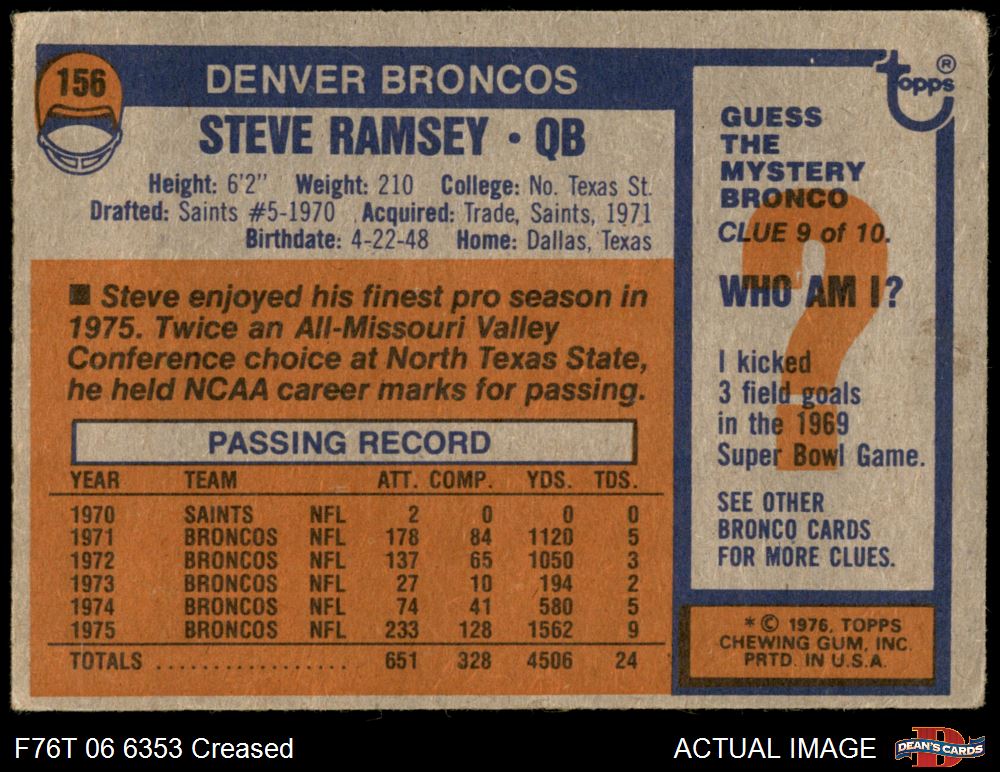 156
DENVER BRONCOS
STEVE RAMSEY • QB
Height: 6'2" Weight: 210 College: No. Texas St.
Drafted: Saints #5-1970 Acquired: Trade, Saints, 1971
Birthdate: 4-22-48 Home: Dallas, Texas
■ Steve enjoyed his finest pro season in
1975. Twice an All-Missouri Valley
Conference choice at North Texas State,
he held NCAA career marks for passing.
PASSING RECORD
YEAR TEAM ATT. COMP. YDS. TDS.
1970 SAINTS NFL 2 0 0 0
1971 BRONCOS NFL 178 84 1120 5
1972 BRONCOS NFL 137 65 1050 3
1973 BRONCOS NFL 27 10 194 2
1974 BRONCOS NFL 74 41 580 5
1975 BRONCOS NFL 233 128 1562 9
TOTALS .................. 651 328 4506 24
topps ®
GUESS
THE
MYSTERY
BRONCO
CLUE 9 of 10.
?
WHO AM I?
I kicked
3 field goals
in the 1969
Super Bowl Game.
SEE OTHER
BRONCO CARDS
FOR MORE CLUES.
* © 1976, TOPPS
CHEWING GUM, INC.
PRTD. IN U.S.A.
F76T 06 6353 Creased
ACTUAL IMAGE
D
DEAN'S CARDS